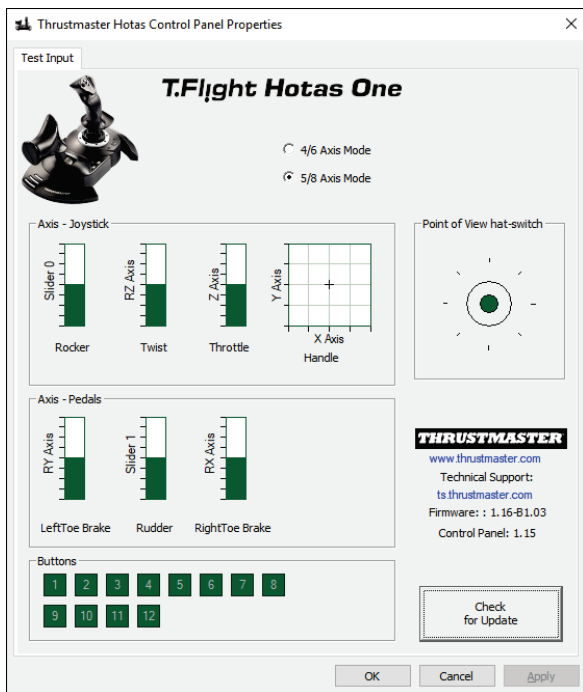 Thrustmaster Hotas Control Panel Properties
Test Input
T.Flight Hotas One
4/6 Axis Mode
5/8 Axis Mode
Axis - Joystick
Slider 0
RZ Axis
Z Axis
Y Axis
X Axis
Rocker
Twist
Throttle
Handle
Point of View hat-switch
Axis - Pedals
RY Axis
Slider 1
RX Axis
LeftToe Brake
Rudder
RightToe Brake
THRUSTMASTER
www.thrustmaster.com
Technical Support:
ts.thrustmaster.com
Firmware: : 1.16-B1.03
Control Panel: 1.15
Buttons
1 2 3 4 5 6 7 8
9 10 11 12
Check
for Update
OK Cancel Apply